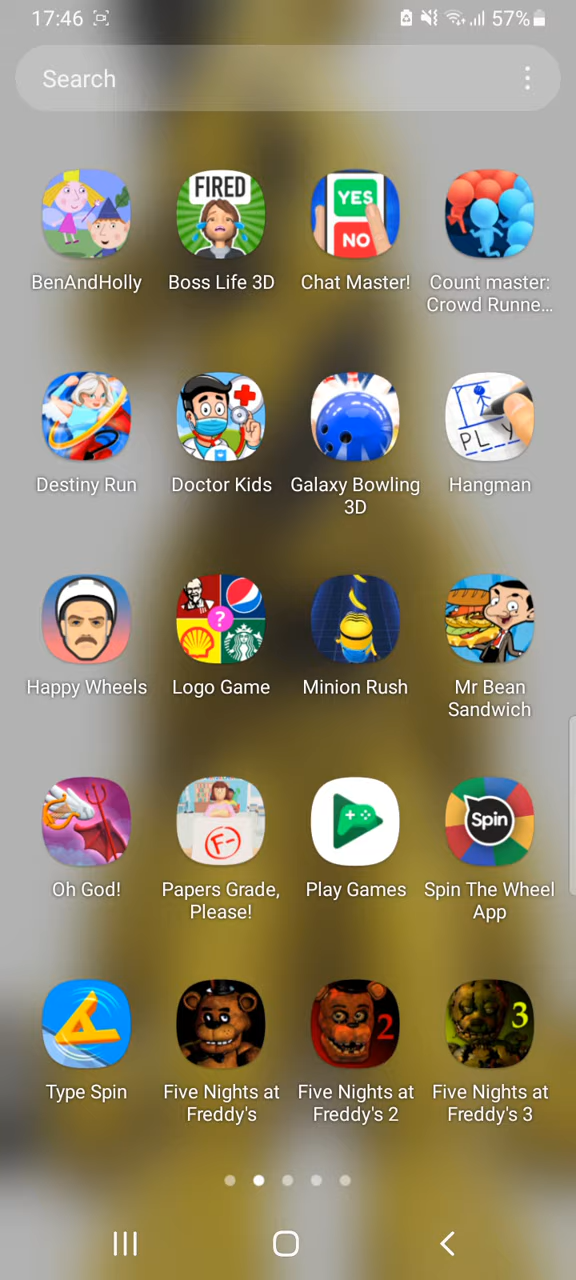 17:46
57%
Search
FIRED
YES
NO
BenAndHolly
Boss Life 3D
Chat Master!
Count master:
Crowd Runne...
PL Y
Destiny Run
Doctor Kids
Galaxy Bowling
3D
Hangman
?
Happy Wheels
Logo Game
Minion Rush
Mr Bean
Sandwich
F-
Spin
Oh God!
Papers Grade,
Please!
Play Games
Spin The Wheel
App
2
3
Type Spin
Five Nights at
Freddy's
Five Nights at
Freddy's 2
Five Nights at
Freddy's 3